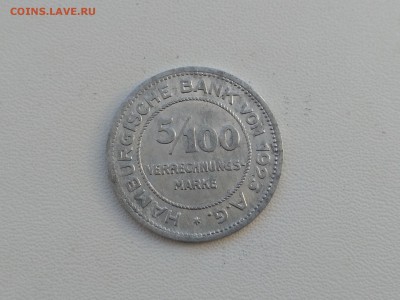 COINS.LAVE.RU
HAMBURGISCHE BANK VON 1923 A.G.
5/100
VERRECHNUNGS-
MARKE